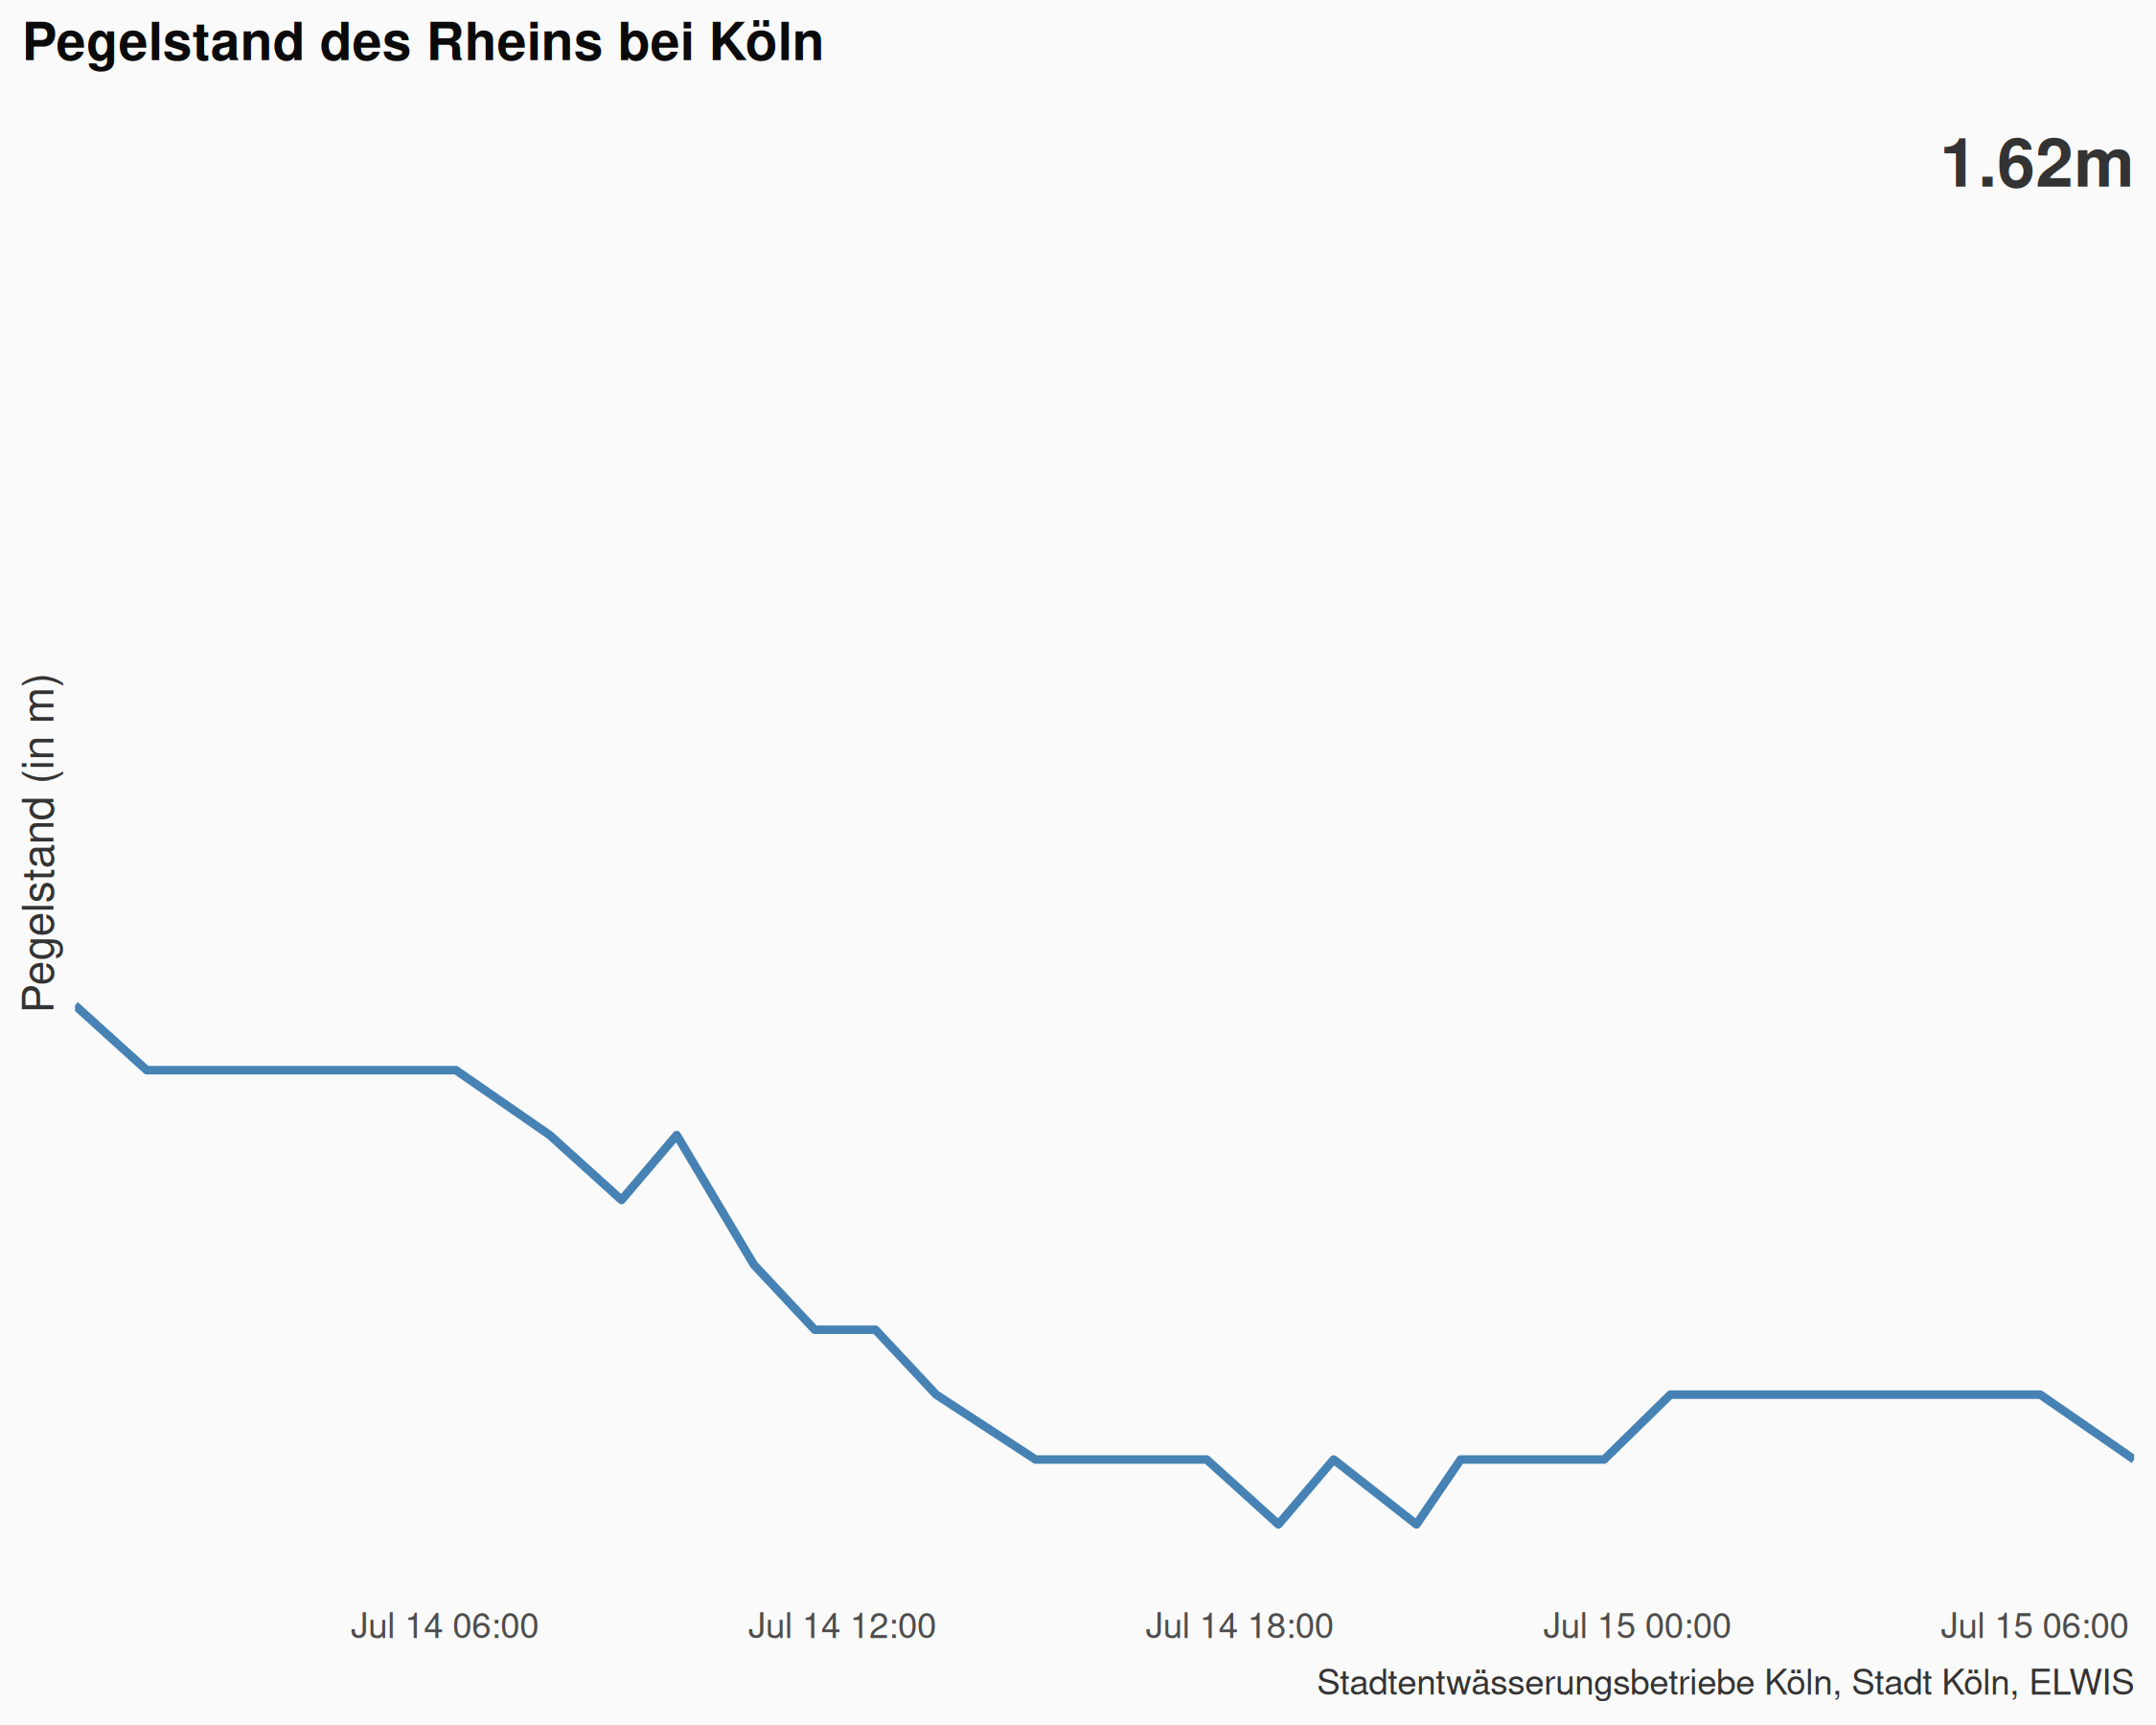 Pegelstand des Rheins bei Köln
1.62m
Pegelstand (in m)
Jul 14 06:00 Jul 14 12:00 Jul 14 18:00 Jul 15 00:00 Jul 15 06:00
Stadtentwässerungsbetriebe Köln, Stadt Köln, ELWIS